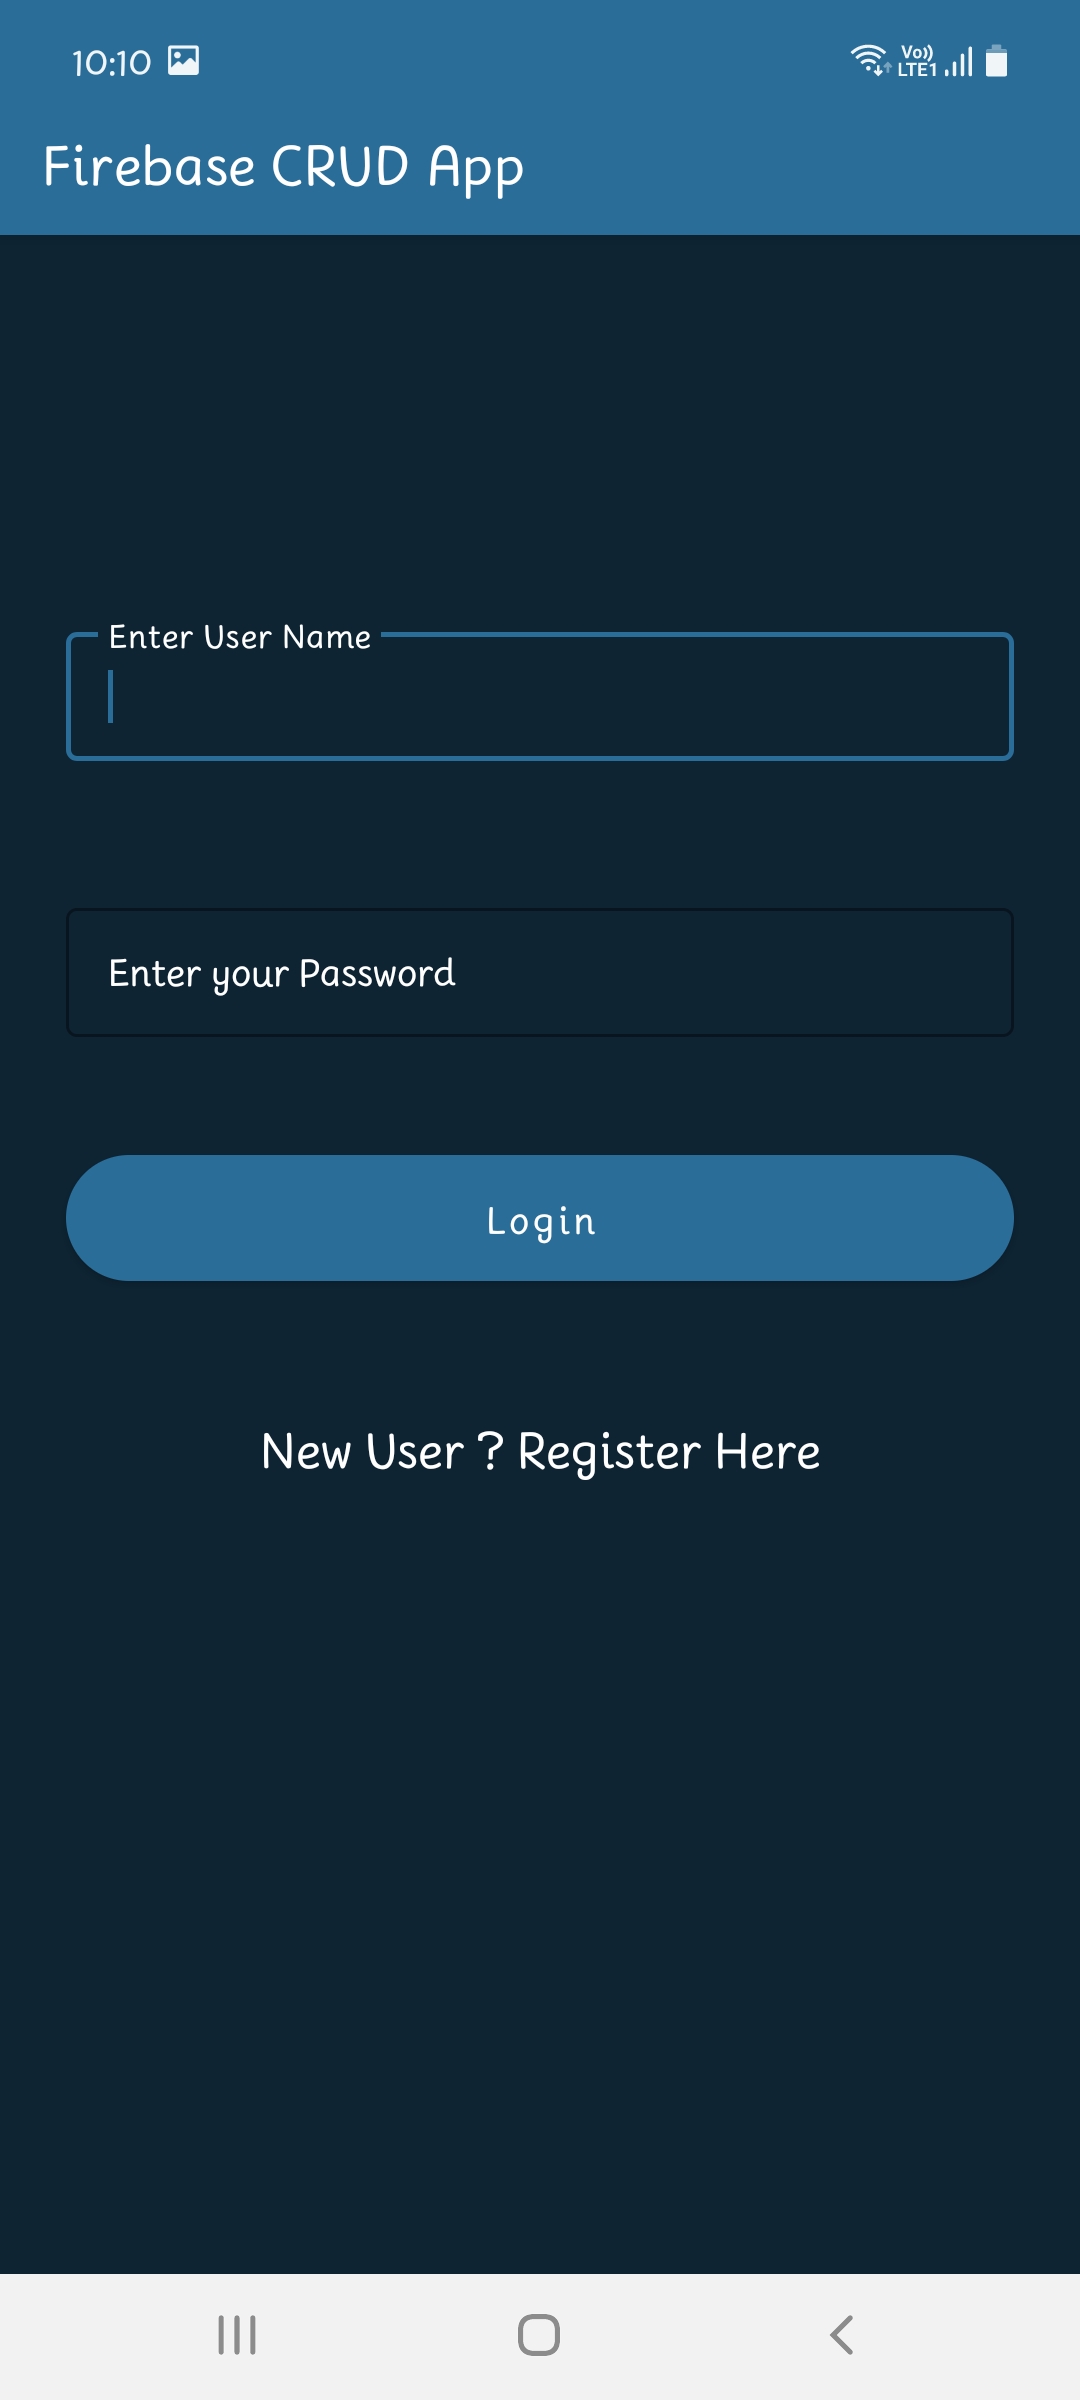 10:10
Vo)) LTE1
Firebase CRUD App
Enter User Name
Enter your Password
Login
New User ? Register Here